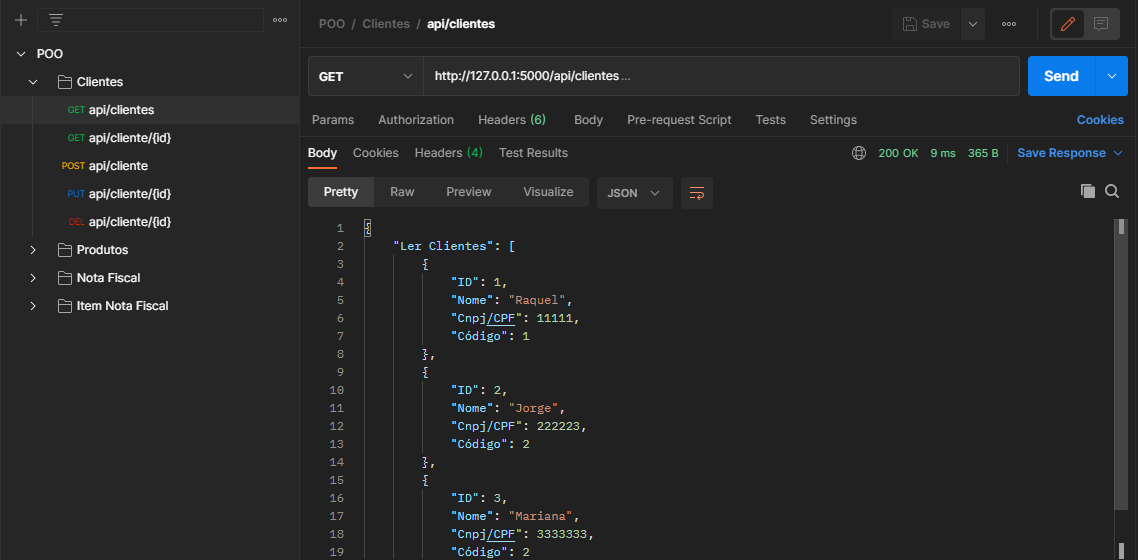 POO / Clientes / api/clientes
Save
POO
Clientes
GET api/clientes
GET api/cliente/{id}
POST api/cliente
PUT api/cliente/{id}
DEL api/cliente/{id}
Produtos
Nota Fiscal
Item Nota Fiscal
GET http://127.0.0.1:5000/api/clientes ...
Send
Params Authorization Headers (6) Body Pre-request Script Tests Settings Cookies
Body Cookies Headers (4) Test Results 200 OK 9 ms 365 B Save Response
Pretty Raw Preview Visualize JSON
1 {
2 "Ler Clientes": [
3 {
4 "ID": 1,
5 "Nome": "Raquel",
6 "Cnpj/CPF": 11111,
7 "Código": 1
8 },
9 {
10 "ID": 2,
11 "Nome": "Jorge",
12 "Cnpj/CPF": 222223,
13 "Código": 2
14 },
15 {
16 "ID": 3,
17 "Nome": "Mariana",
18 "Cnpj/CPF": 3333333,
19 "Código": 2